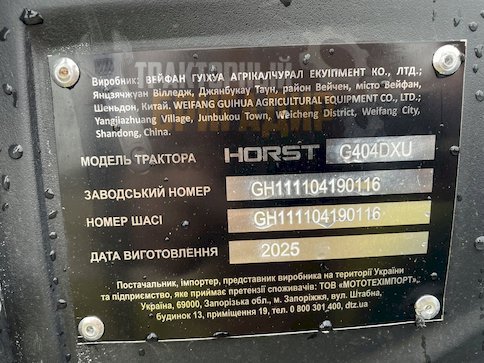 ТРАКТОРНЫЙ
Виробник: ВЕЙФАН ГУІХУА АГРІКАЛЧУРАЛ ЕКУІПМЕНТ КО., ЛТД.;
Янцзячжуан Вілледж, Джянбукау Таун, район Вейчен, місто Вейфан,
Шеньдон, Китай. WEIFANG GUIHUA AGRICULTURAL EQUIPMENT CO., LTD.;
Yangjiazhuang Village, Junbukou Town, Weicheng District, Weifang City,
Shandong, China.
МОДЕЛЬ ТРАКТОРА HORST G404DXU
ЗАВОДСЬКИЙ НОМЕР GH111104190116
НОМЕР ШАСІ GH111104190116
ДАТА ВИГОТОВЛЕННЯ 2025
Постачальник, імпортер, представник виробника на території України
та підприємство, яке приймає претензії споживачів: ТОВ «МОТОТЕХІМПОРТ»,
Україна, 69000, Запорізька обл., м. Запоріжжя, вул. Штабна,
будинок 13, приміщення 19, тел. 0 800 301 400, dtz.ua